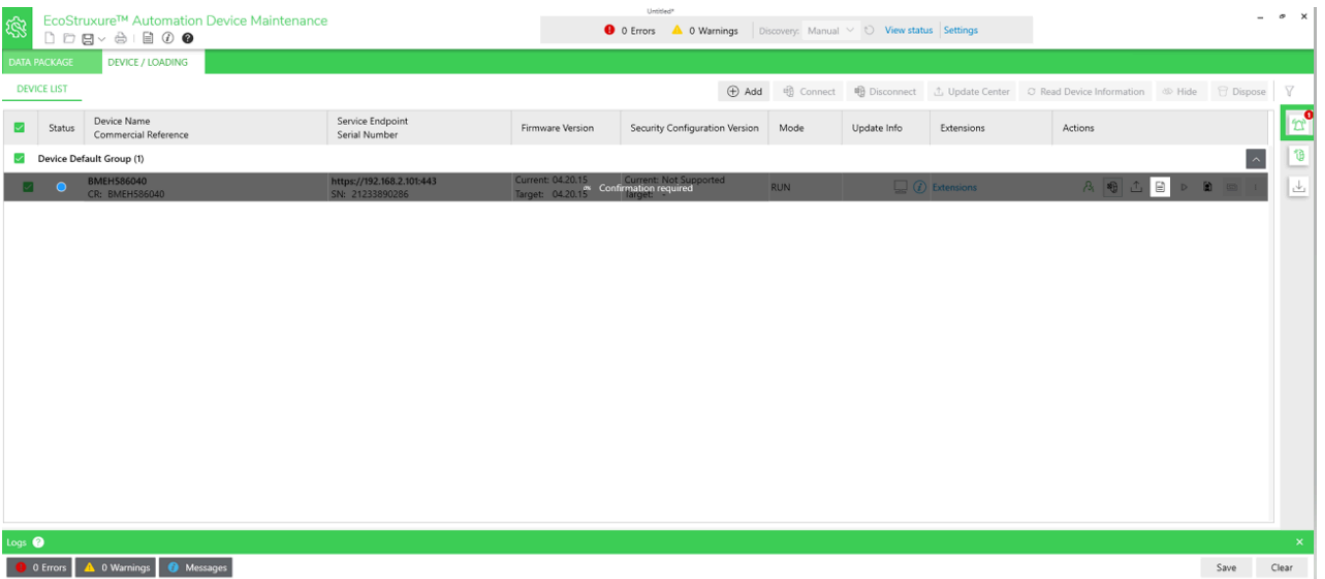 Untitled*
EcoStruxure™ Automation Device Maintenance
0 Errors 0 Warnings Discovery: Manual View status Settings
DATA PACKAGE DEVICE / LOADING
DEVICE LIST
Add Connect Disconnect Update Center Read Device Information Hide Dispose
Status Device Name Service Endpoint Firmware Version Security Configuration Version Mode Update Info Extensions Actions
Commercial Reference Serial Number
Device Default Group (1)
BMEH586040 https://192.168.2.101:443 Current: 04.20.15 Current: Not Supported
Confirmation required RUN Extensions
CR: BMEH586040 SN: 21233890286 Target: 04.20.15 Target: -
Logs
0 Errors 0 Warnings Messages Save Clear